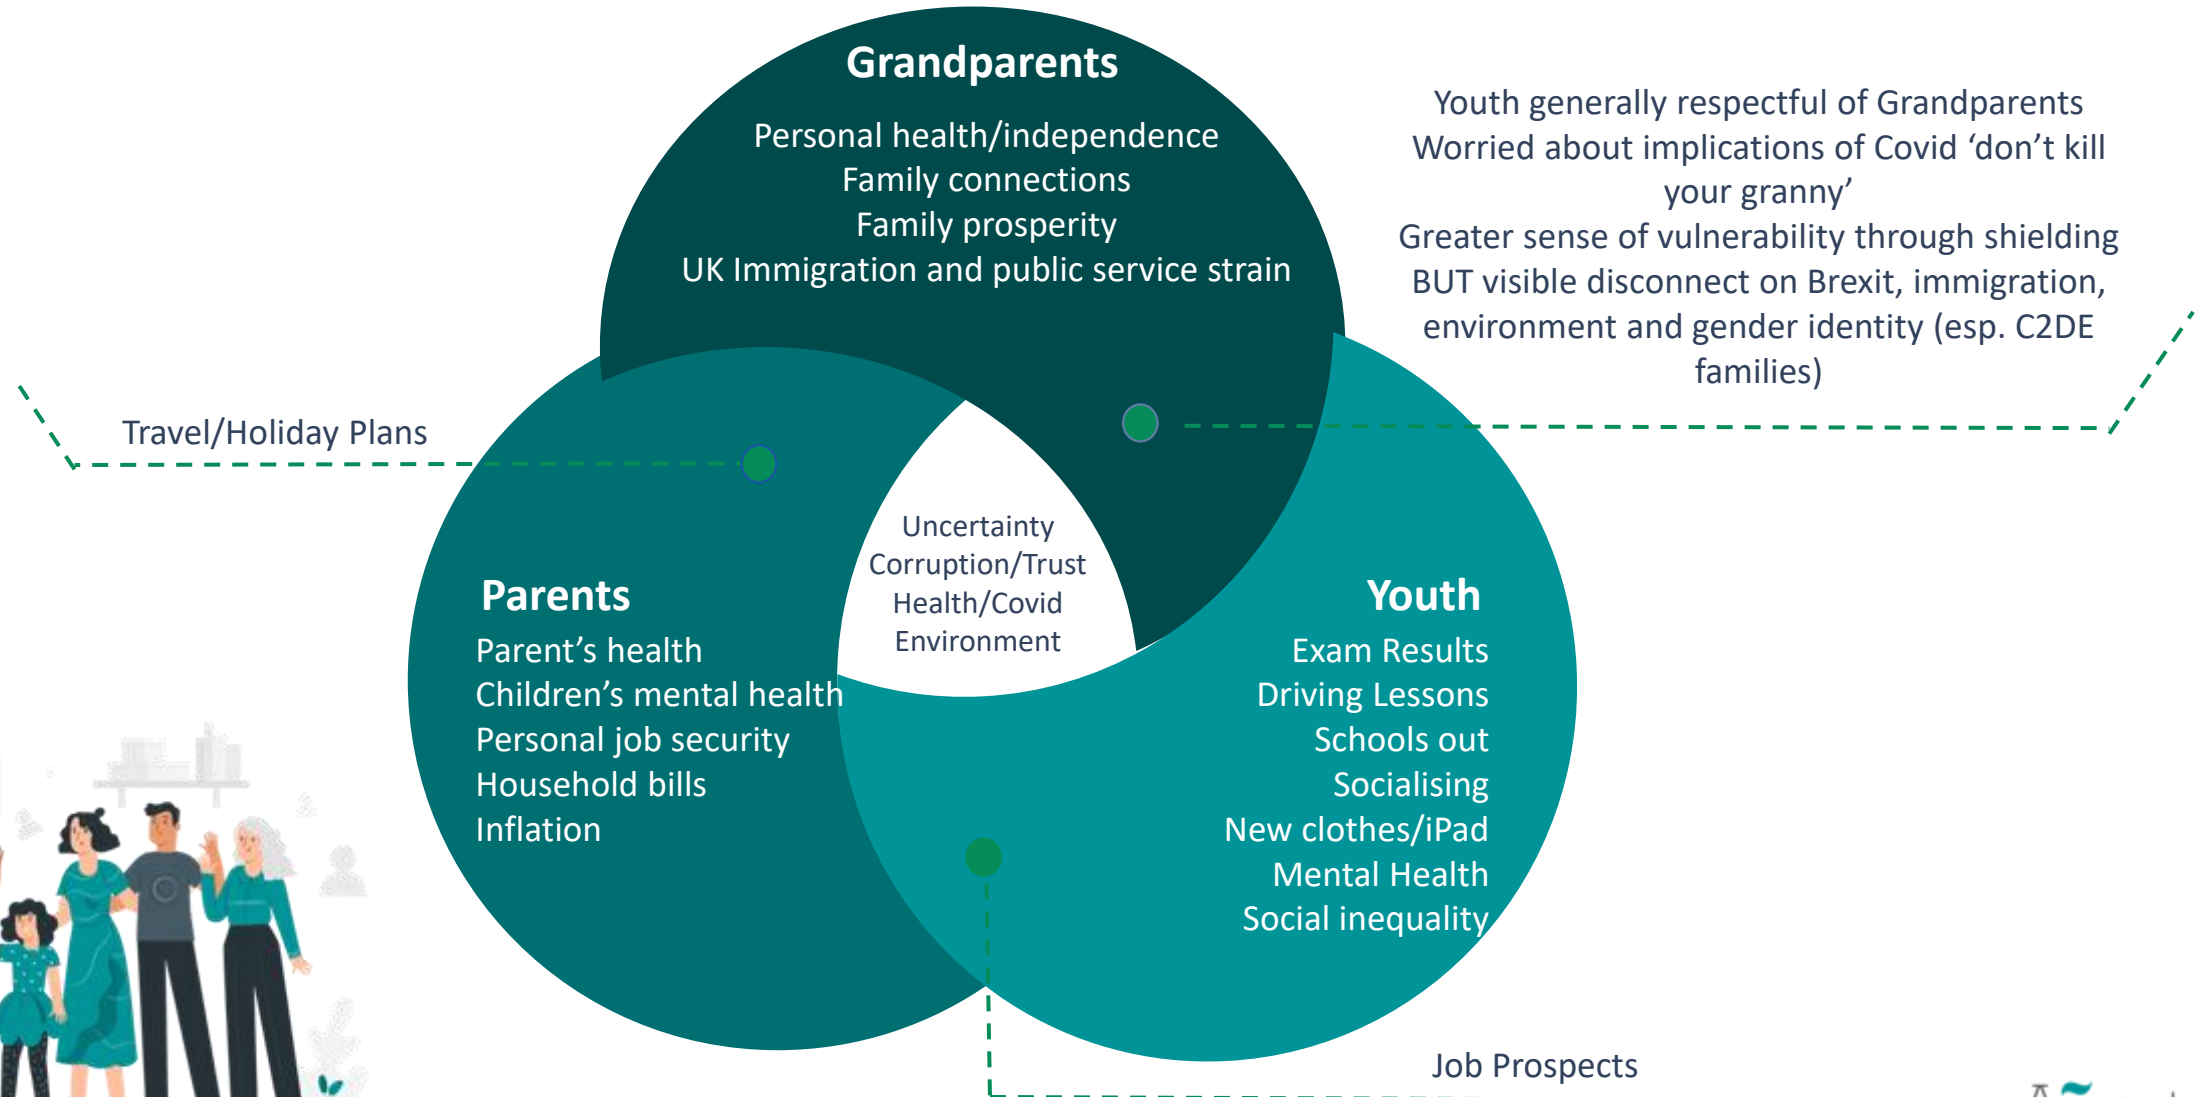 Grandparents
Personal health/independence
Family connections
Family prosperity
UK Immigration and public service strain
Youth generally respectful of Grandparents
Worried about implications of Covid ‘don’t kill
your granny’
Greater sense of vulnerability through shielding
BUT visible disconnect on Brexit, immigration,
environment and gender identity (esp. C2DE
families)
Travel/Holiday Plans
Uncertainty
Corruption/Trust
Health/Covid
Environment
Parents
Parent’s health
Children’s mental health
Personal job security
Household bills
Inflation
Youth
Exam Results
Driving Lessons
Schools out
Socialising
New clothes/iPad
Mental Health
Social inequality
Job Prospects